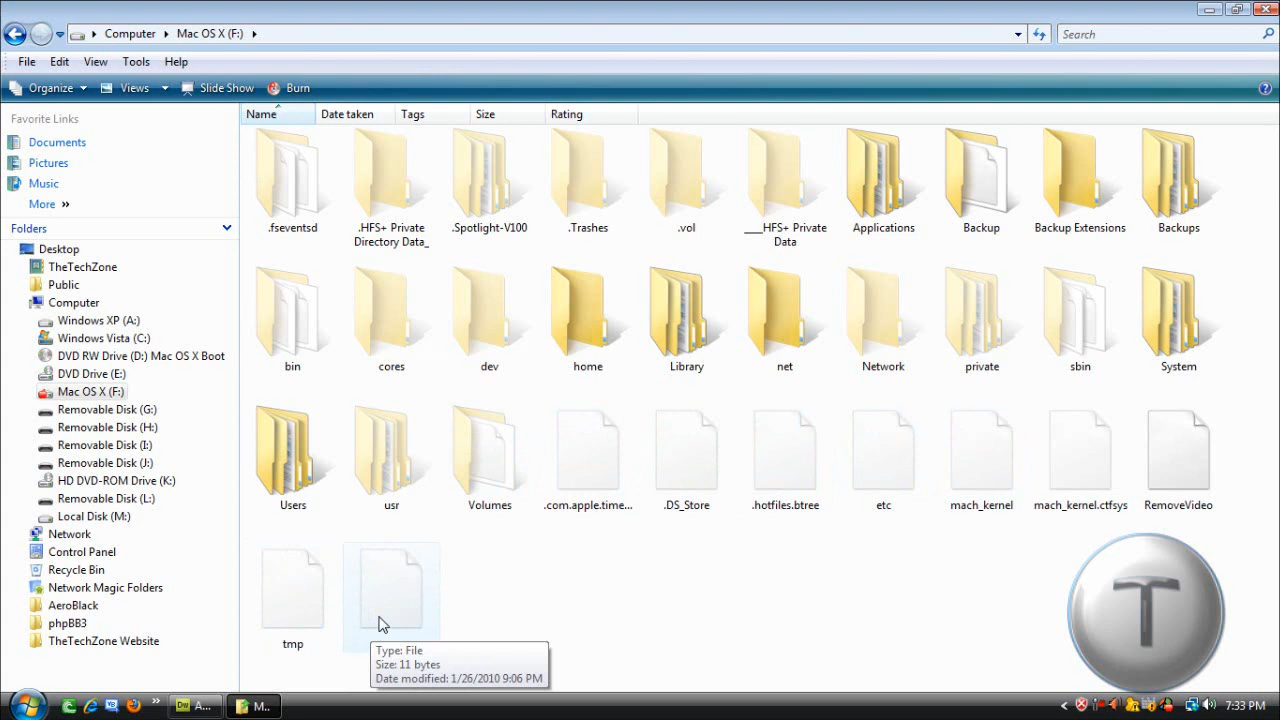 Computer
Mac OS X (F:)
Search
File
Edit
View
Tools
Help
Organize
Views
Slide Show
Burn
Favorite Links
Documents
Pictures
Music
More »
Folders
Desktop
TheTechZone
Public
Computer
Windows XP (A:)
Windows Vista (C:)
DVD RW Drive (D:) Mac OS X Boot
DVD Drive (E:)
Mac OS X (F:)
Removable Disk (G:)
Removable Disk (H:)
Removable Disk (I:)
Removable Disk (J:)
HD DVD-ROM Drive (K:)
Removable Disk (L:)
Local Disk (M:)
Network
Control Panel
Recycle Bin
Network Magic Folders
AeroBlack
phpBB3
TheTechZone Website
Name
Date taken
Tags
Size
Rating
.fseventsd
.HFS+ Private
Directory Data_
.Spotlight-V100
.Trashes
.vol
____HFS+ Private
Data
Applications
Backup
Backup Extensions
Backups
bin
cores
dev
home
Library
net
Network
private
sbin
System
Users
usr
Volumes
.com.apple.time...
.DS_Store
.hotfiles.btree
etc
mach_kernel
mach_kernel.ctfsys
RemoveVideo
tmp
Type: File
Size: 11 bytes
Date modified: 1/26/2010 9:06 PM
T
»
Dw A...
M..
7:33 PM